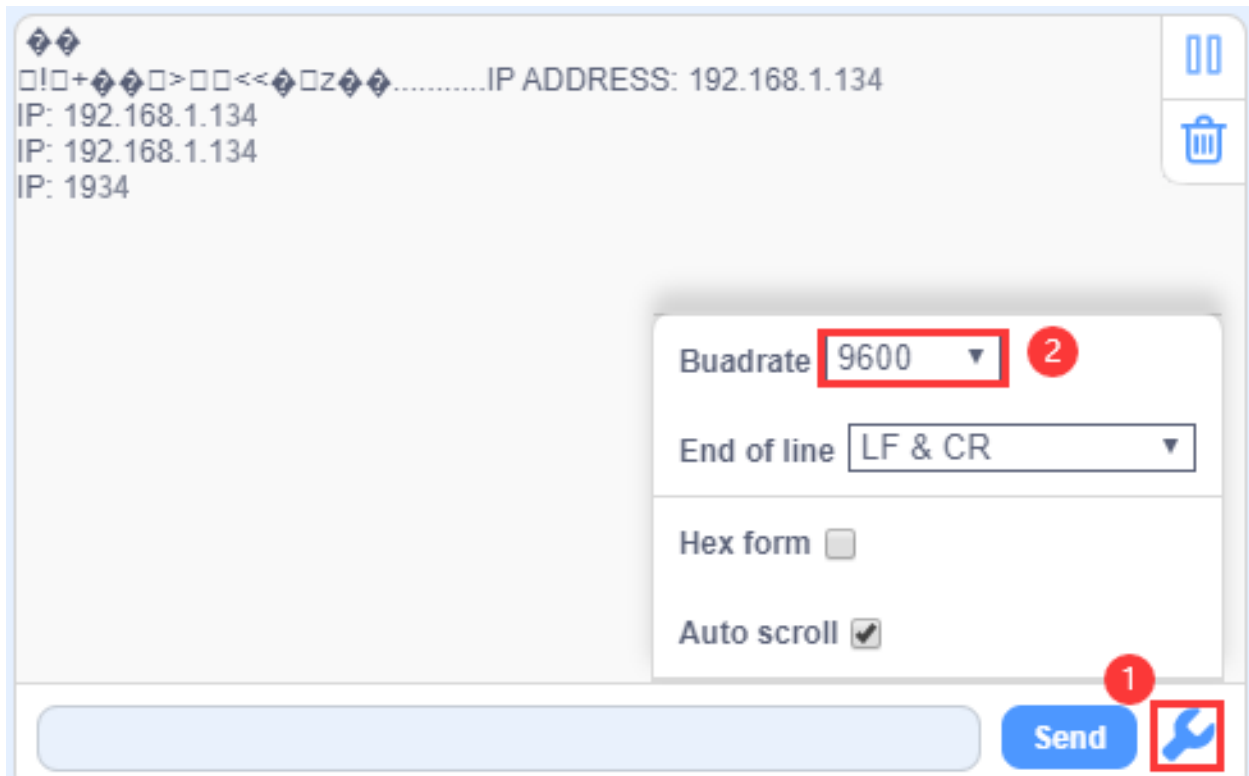 ��
□!□+��□>□□<<�□z��...........IP ADDRESS: 192.168.1.134
IP: 192.168.1.134
IP: 192.168.1.134
IP: 1934
Buadrate 9600 2
End of line LF & CR
Hex form
Auto scroll
1
Send